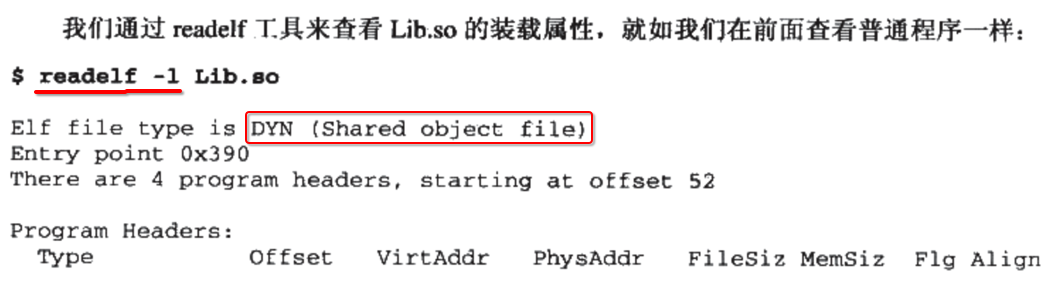 我们通过 readelf 工具来查看 Lib.so 的装载属性，就如我们在前面查看普通程序一样：
$ readelf -l Lib.so
Elf file type is DYN (Shared object file)
Entry point 0x390
There are 4 program headers, starting at offset 52
Program Headers:
Type Offset VirtAddr PhysAddr FileSiz MemSiz Flg Align